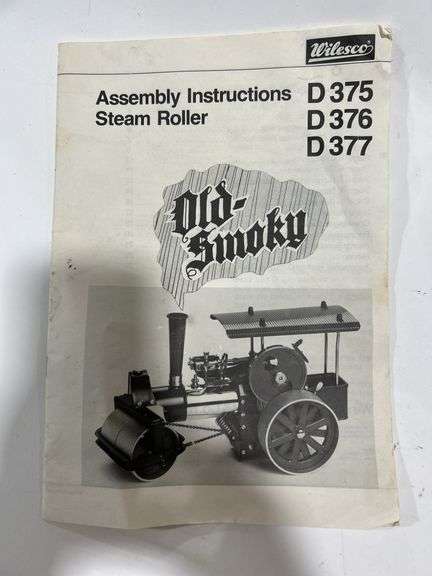 Wilesco
Assembly Instructions D 375
Steam Roller D 376
D 377
Old-
Smoky